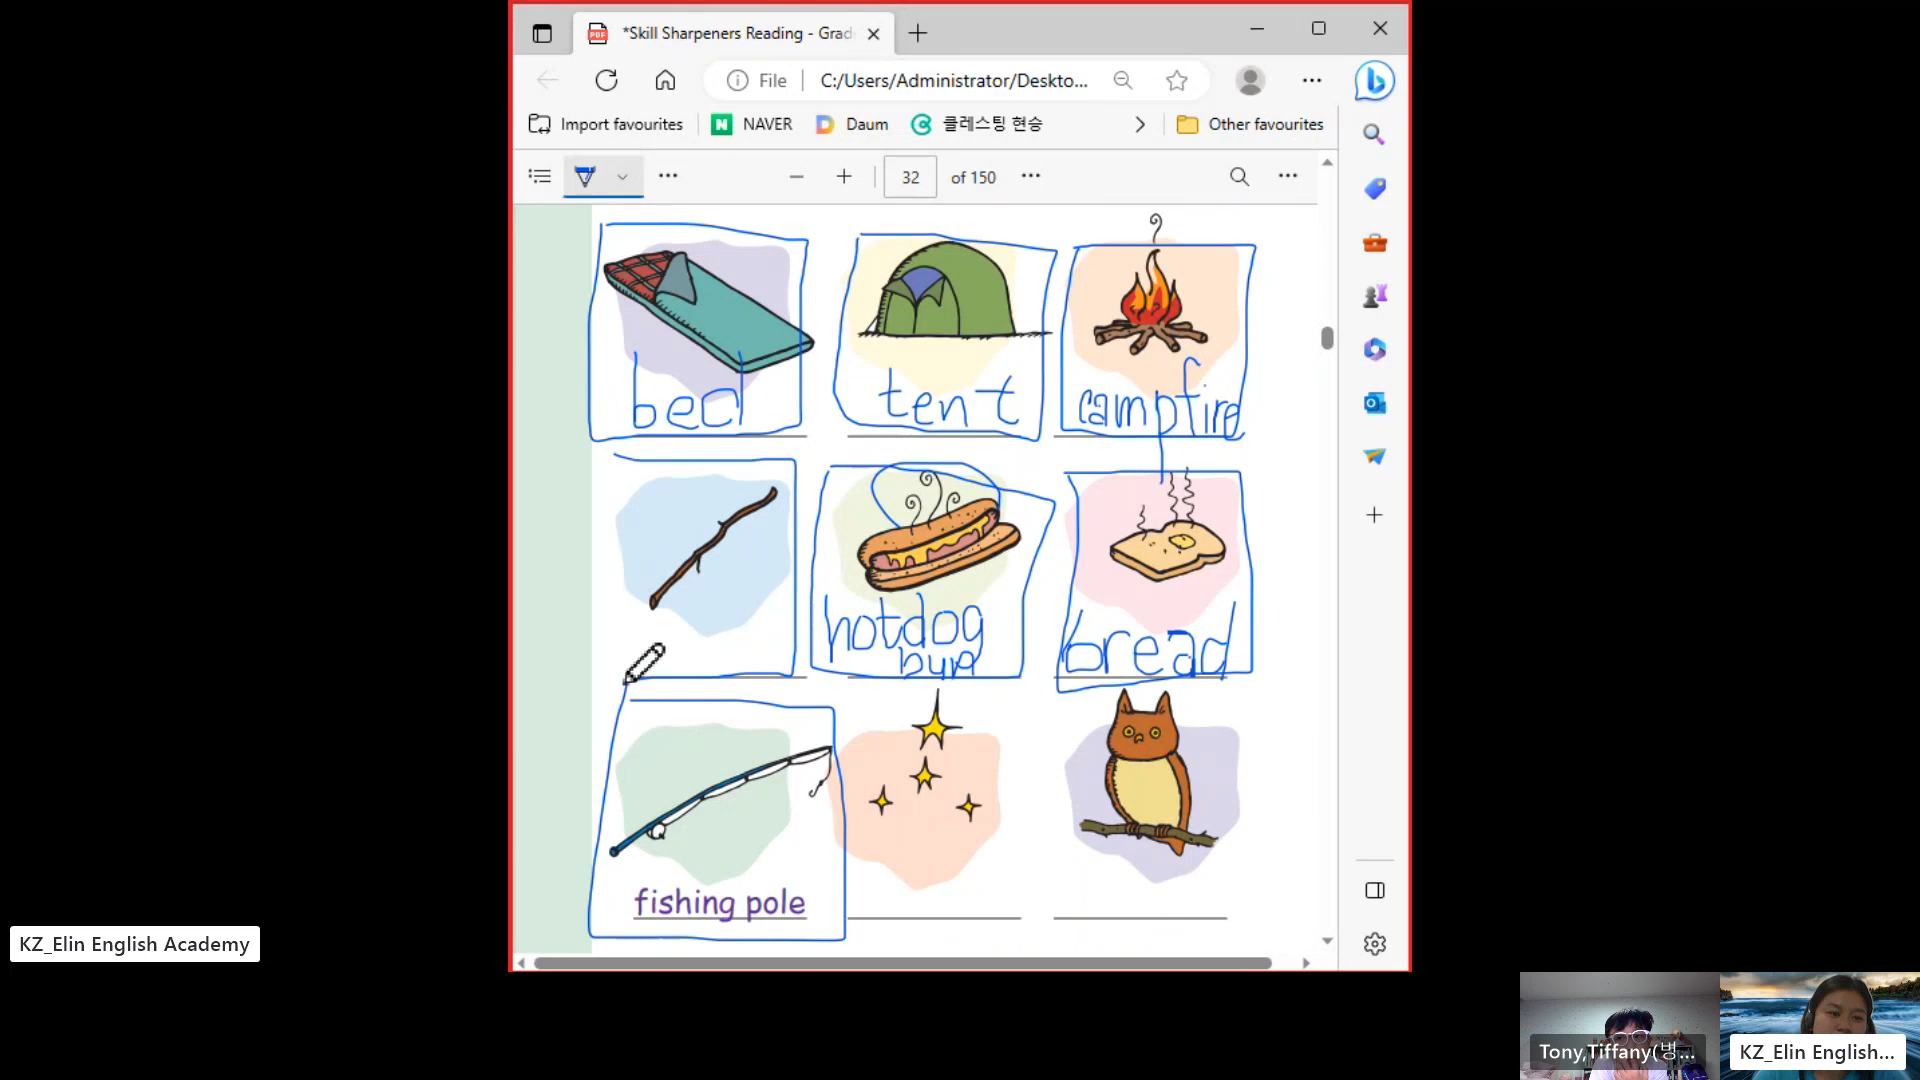 *Skill Sharpeners Reading - Grad
File
C:/Users/Administrator/Deskto...
Import favourites
NAVER
Daum
클레스팅 현승
Other favourites
32
of 150
bed
tent
campfire
hotdog
bun
bread
fishing pole
KZ_Elin English Academy
Tony,Tiffany(병...
KZ_Elin English...